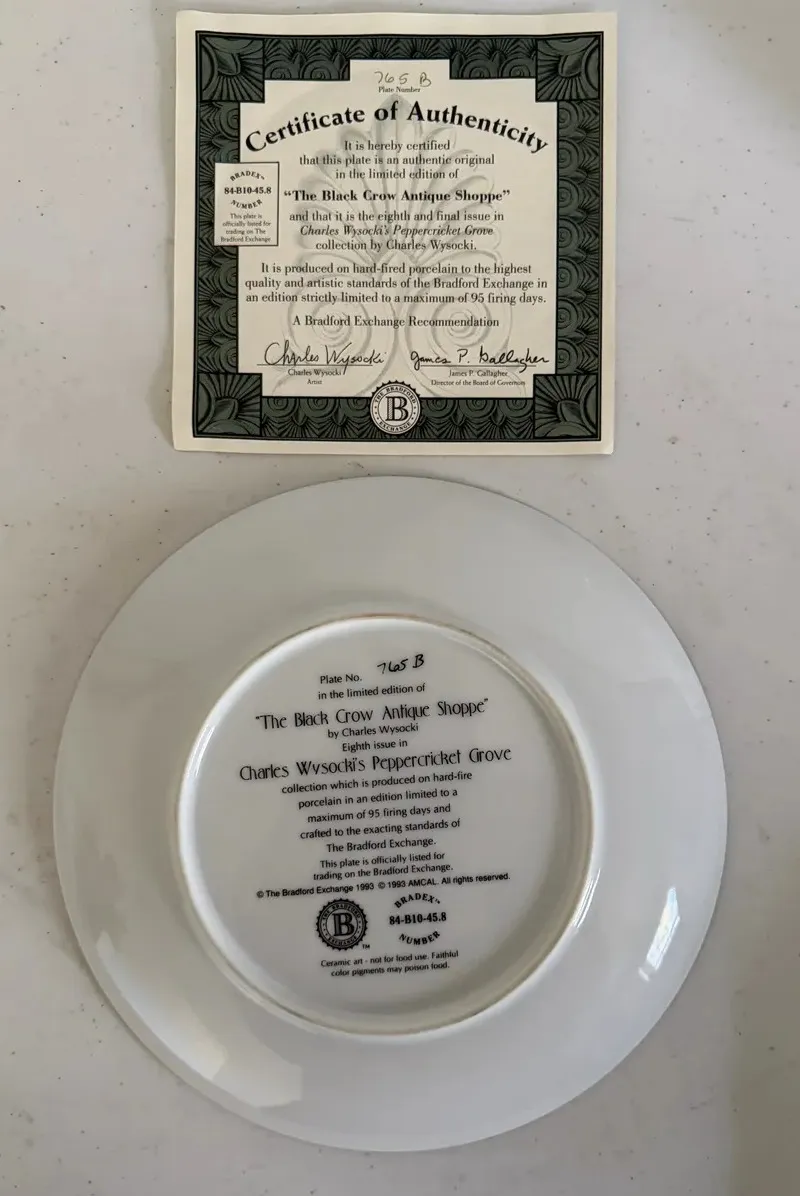 765 B
Plate Number
Certificate of Authenticity
It is hereby certified
that this plate is an authentic original
in the limited edition of
"The Black Crow Antique Shoppe"
and that it is the eighth and final issue in
Charles Wysocki's Peppercricket Grove
collection by Charles Wysocki.
BRADEX™
84-B10-45.8
NUMBER
This plate is
officially listed for
trading on The
Bradford Exchange
It is produced on hard-fired porcelain to the highest
quality and artistic standards of the Bradford Exchange in
an edition strictly limited to a maximum of 95 firing days.
A Bradford Exchange Recommendation
Charles Wysocki
Charles Wysocki
Artist
James P. Gallagher
James P. Gallagher
Director of the Board of Governors
THE BRADFORD
B
EXCHANGE
Plate No. 765 B
in the limited edition of
"The Black Crow Antique Shoppe"
by Charles Wysocki
Eighth issue in
Charles Wysocki's Peppercricket Grove
collection which is produced on hard-fire
porcelain in an edition limited to a
maximum of 95 firing days and
crafted to the exacting standards of
The Bradford Exchange.
This plate is officially listed for
trading on the Bradford Exchange.
© The Bradford Exchange 1993 © 1993 AMCAL. All rights reserved.
THE BRADFORD
B
EXCHANGE
™
BRADEX™
84-B10-45.8
NUMBER
Ceramic art - not for food use. Faithful
color pigments may poison food.